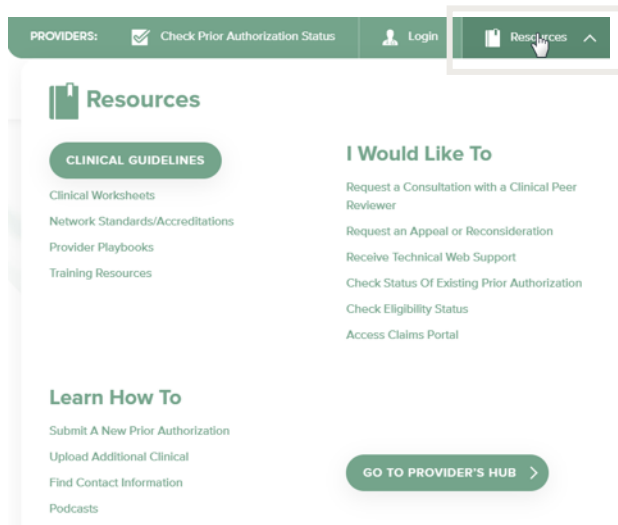 PROVIDERS:
Check Prior Authorization Status
Login
Resources
Resources
CLINICAL GUIDELINES
Clinical Worksheets
Network Standards/Accreditations
Provider Playbooks
Training Resources
I Would Like To
Request a Consultation with a Clinical Peer
Reviewer
Request an Appeal or Reconsideration
Receive Technical Web Support
Check Status Of Existing Prior Authorization
Check Eligibility Status
Access Claims Portal
Learn How To
Submit A New Prior Authorization
Upload Additional Clinical
Find Contact Information
Podcasts
GO TO PROVIDER'S HUB